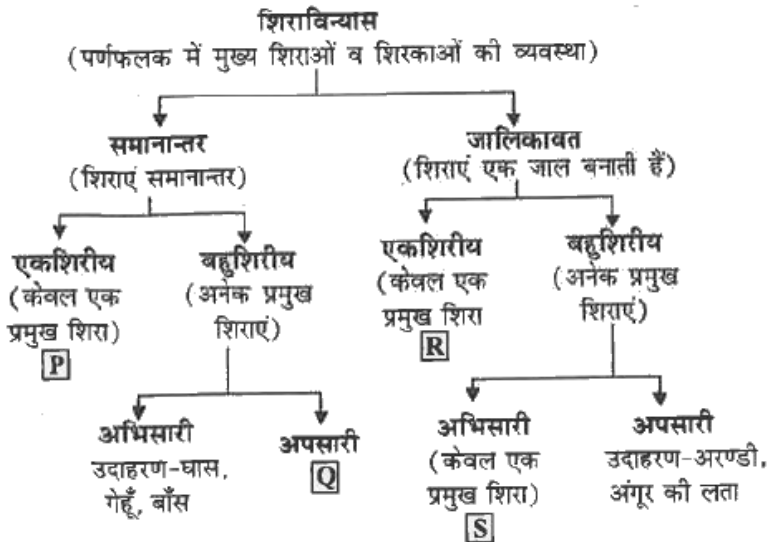 शिराविन्यास
(पर्णफलक में मुख्य शिराओं व शिरकाओं की व्यवस्था)
समानान्तर
(शिराएं समानान्तर)
जालिकावत
(शिराएं एक जाल बनाती हैं)
एकशिरीय
(केवल एक
प्रमुख शिरा)
P
बहुशिरीय
(अनेक प्रमुख
शिराएं)
एकशिरीय
(केवल एक
प्रमुख शिरा
R
बहुशिरीय
(अनेक प्रमुख
शिराएं)
अभिसारी
उदाहरण-घास,
गेहूँ, बाँस
अपसारी
Q
अभिसारी
(केवल एक
प्रमुख शिरा)
S
अपसारी
उदाहरण-अरण्डी,
अंगूर की लता